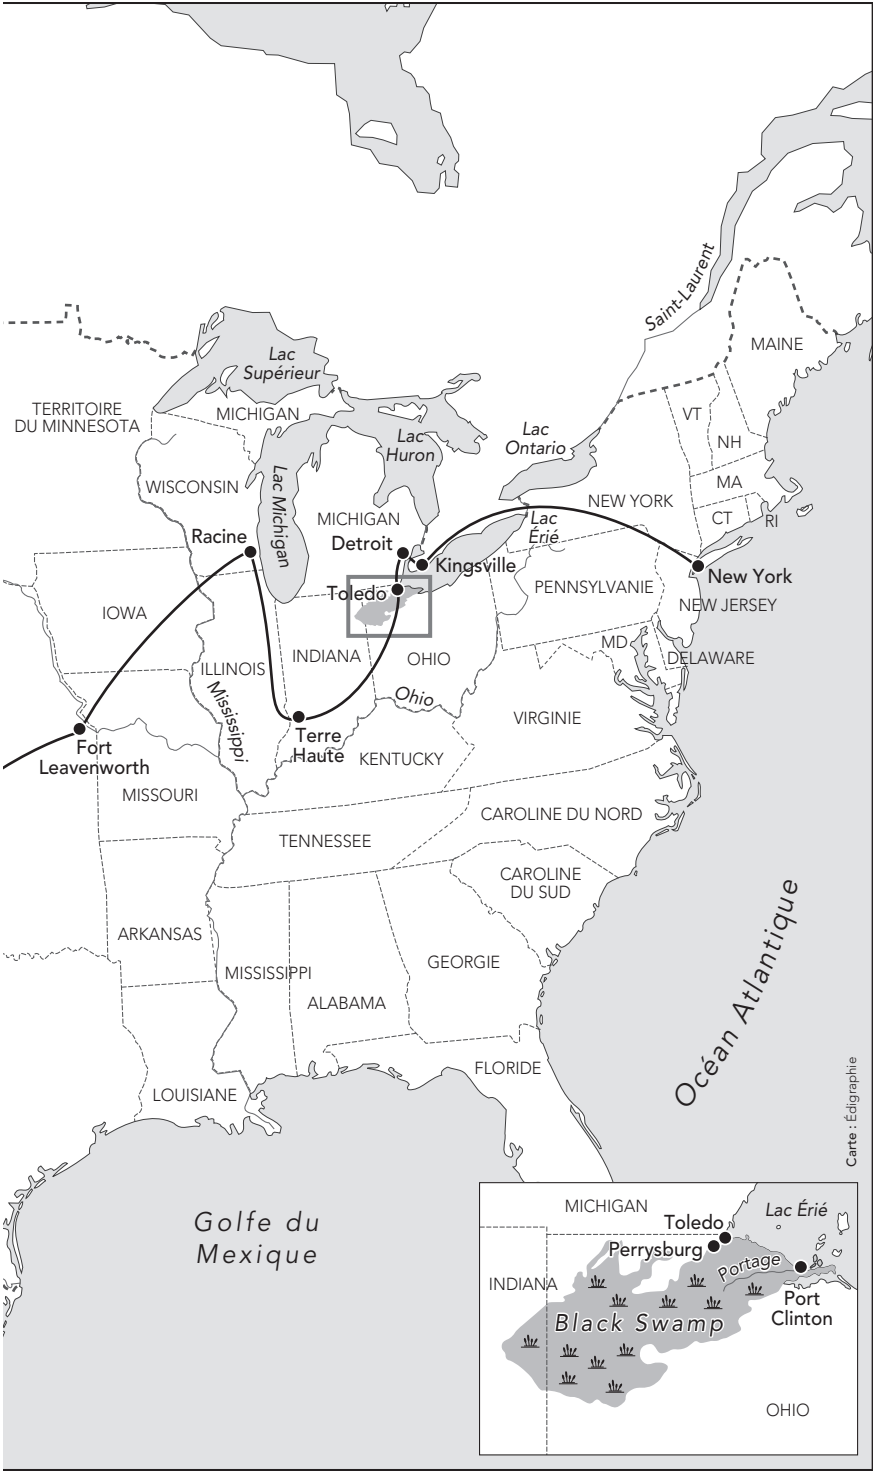 Saint-Laurent
MAINE
Lac
Supérieur
TERRITOIRE
DU MINNESOTA
MICHIGAN
VT
Lac
Huron
Lac
Ontario
NH
WISCONSIN
Lac Michigan
MA
NEW YORK
MICHIGAN
CT
RI
Racine
Detroit
Lac
Érié
Kingsville
New York
Toledo
PENNSYLVANIE
IOWA
NEW JERSEY
MD
ILLINOIS
INDIANA
OHIO
DELAWARE
Mississippi
Ohio
VIRGINIE
Terre
Haute
Fort
Leavenworth
KENTUCKY
MISSOURI
CAROLINE DU NORD
TENNESSEE
CAROLINE
DU SUD
ARKANSAS
GEORGIE
MISSISSIPPI
ALABAMA
Océan Atlantique
FLORIDE
LOUISIANE
Carte : Édigraphie
Golfe du
Mexique
MICHIGAN
Lac Érié
Toledo
Perrysburg
Portage
INDIANA
Port
Clinton
Black Swamp
OHIO